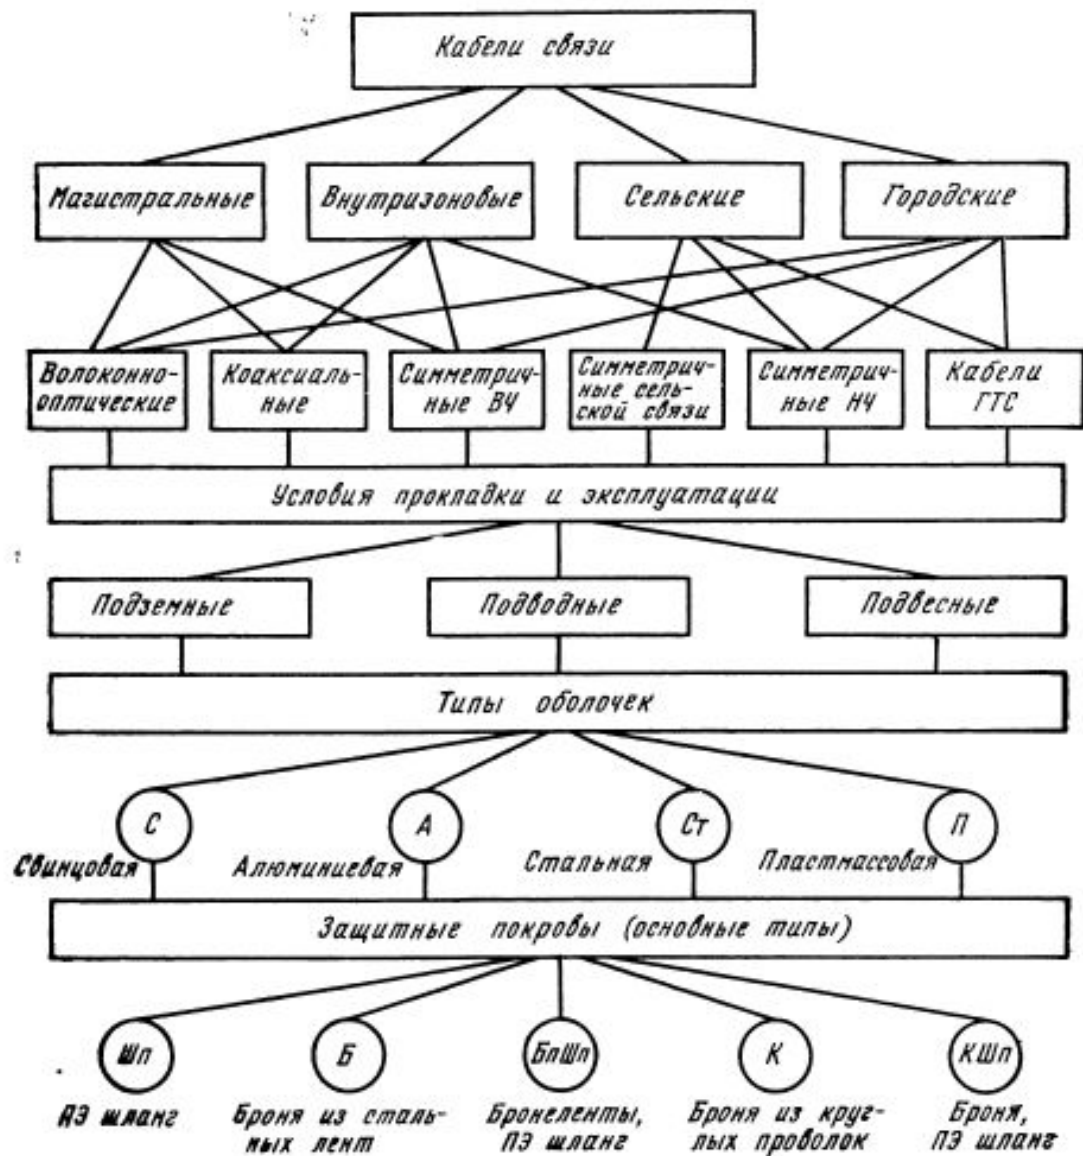 Кабели связи
Магистральные
Внутризоновые
Сельские
Городские
Волоконно-
оптические
Коаксиаль-
ные
Симметрич-
ные ВЧ
Симметрич-
ные сель-
ской связи
Симметрич-
ные НЧ
Кабели
ГТС
Условия прокладки и эксплуатации
Подземные
Подводные
Подвесные
Типы оболочек
С
А
Ст
П
Свинцовая
Алюминиевая
Стальная
Пластмассовая
Защитные покровы (основные типы)
Шп
Б
БпШп
К
КШп
ПЭ шланг
Броня из сталь-
ных лент
Бронеленты,
ПЭ шланг
Броня из круг-
лых проволок
Броня,
ПЭ шланг